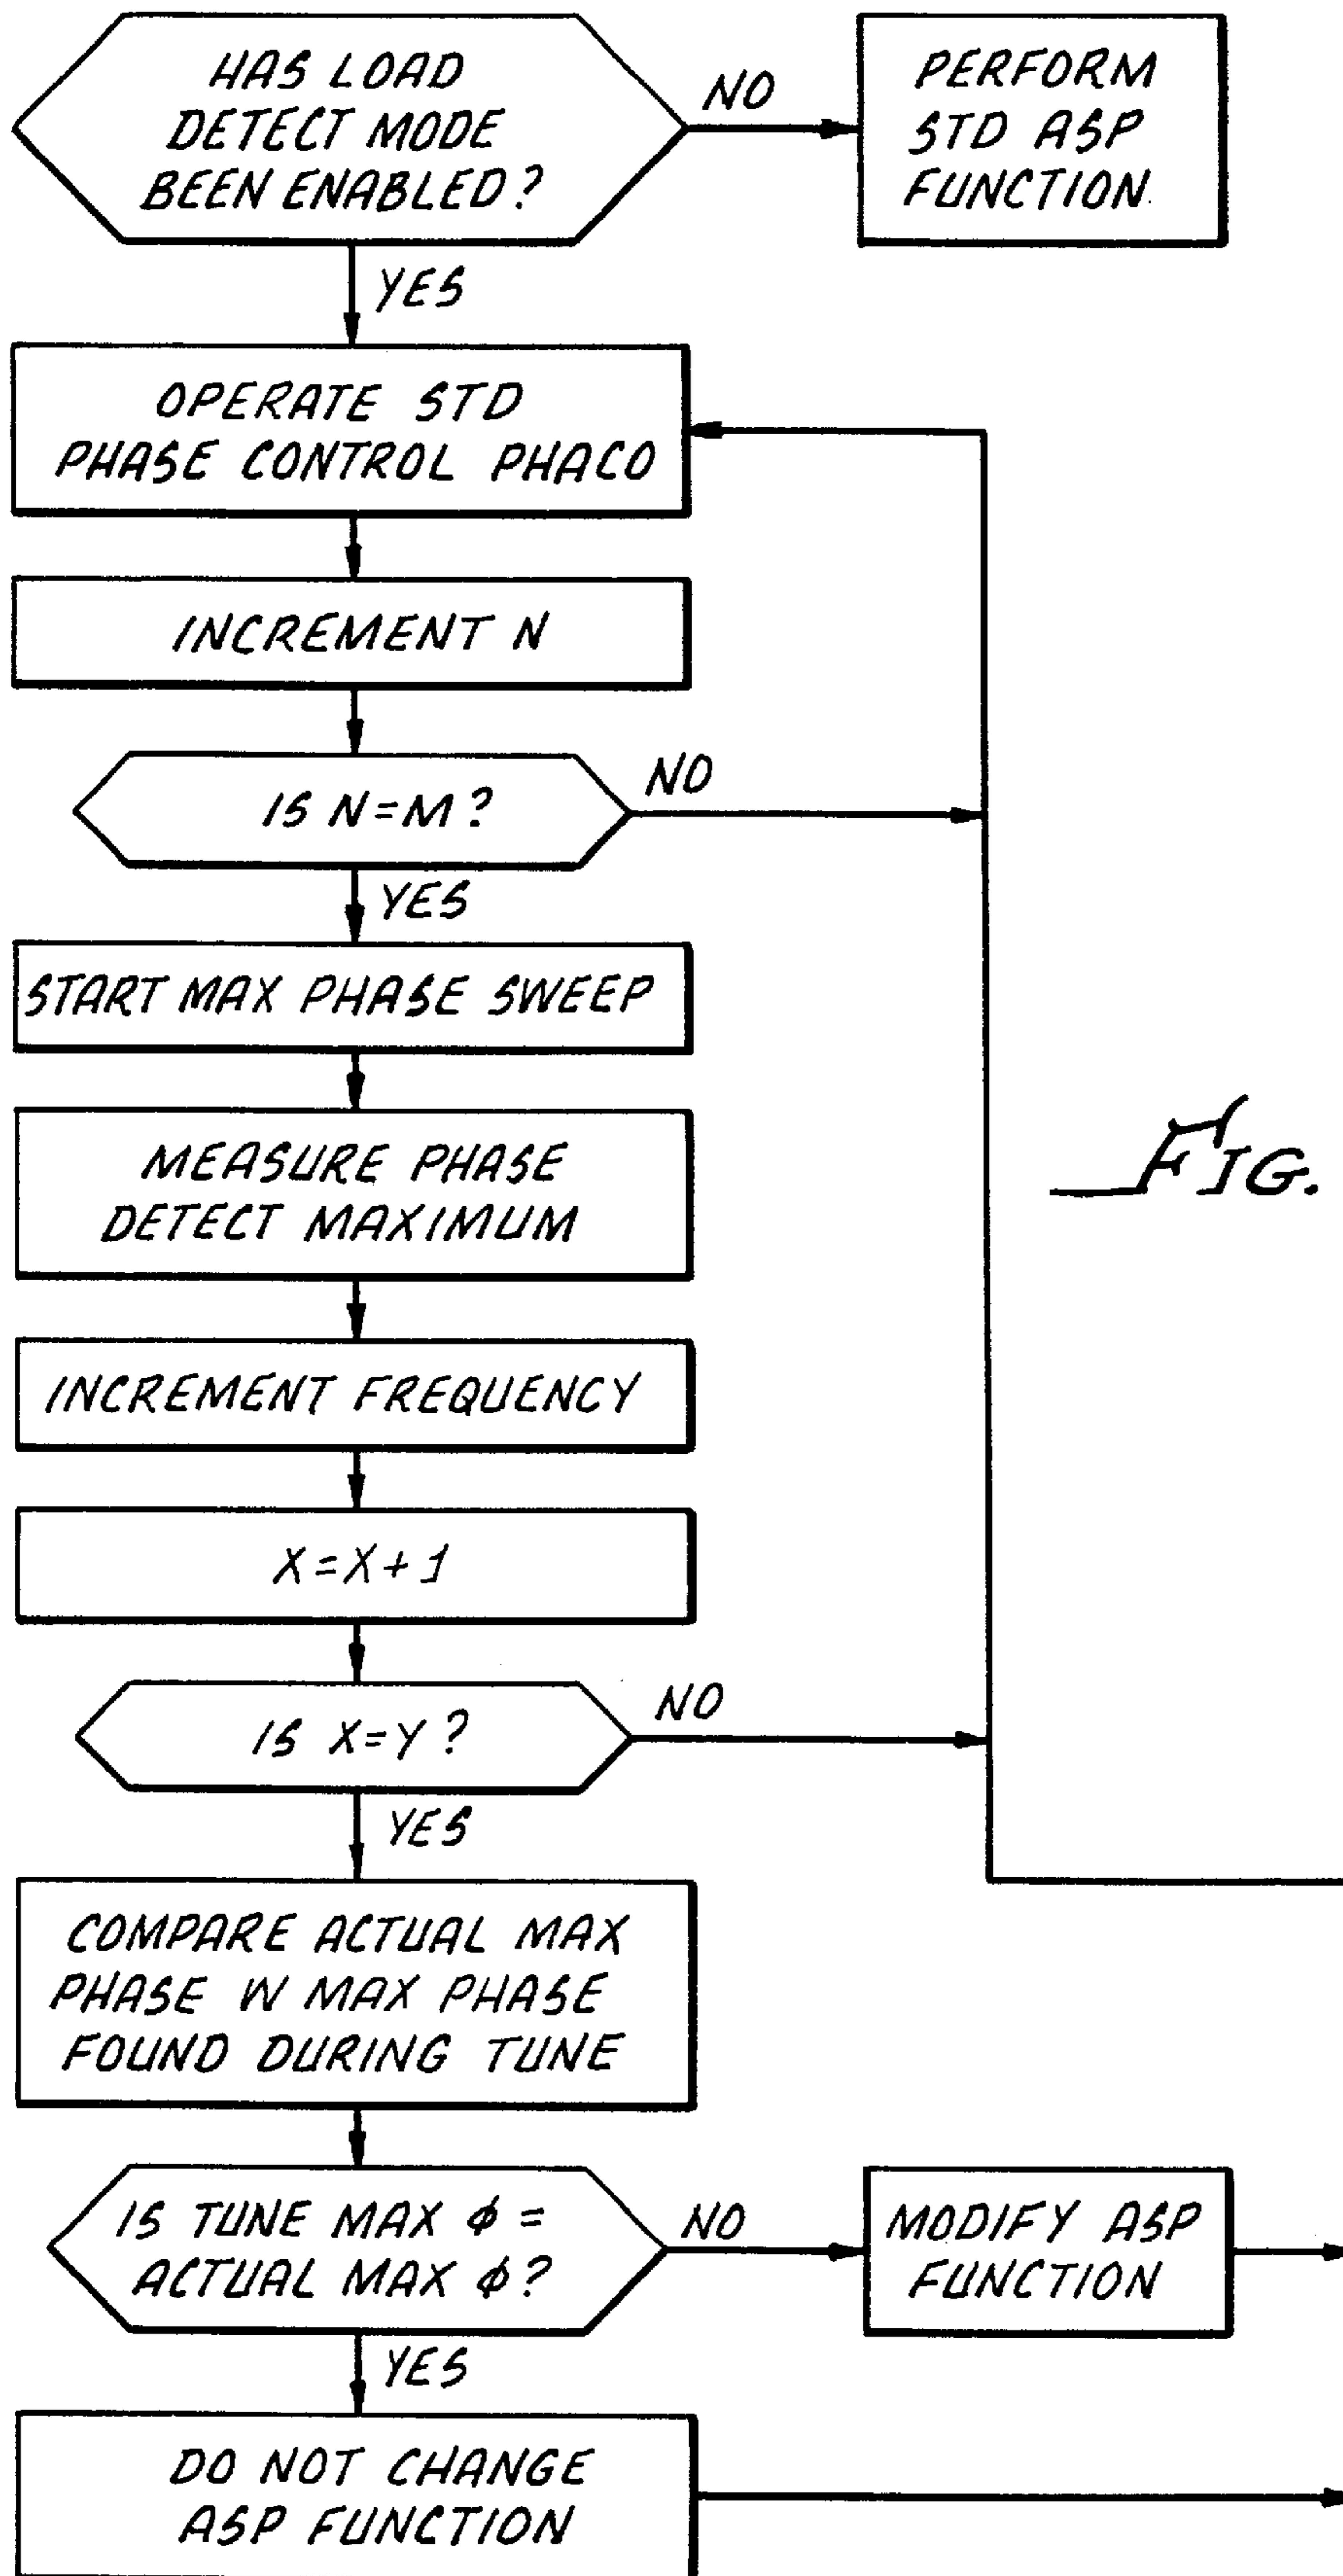 HAS LOAD
DETECT MODE
BEEN ENABLED?
NO
PERFORM
STD ASP
FUNCTION
YES
OPERATE STD
PHASE CONTROL PHACO
INCREMENT N
IS N=M?
NO
YES
START MAX PHASE SWEEP
MEASURE PHASE
DETECT MAXIMUM
FIG.
INCREMENT FREQUENCY
X=X+1
IS X=Y?
NO
YES
COMPARE ACTUAL MAX
PHASE W MAX PHASE
FOUND DURING TUNE
IS TUNE MAX ϕ =
ACTUAL MAX ϕ?
NO
MODIFY ASP
FUNCTION
YES
DO NOT CHANGE
ASP FUNCTION